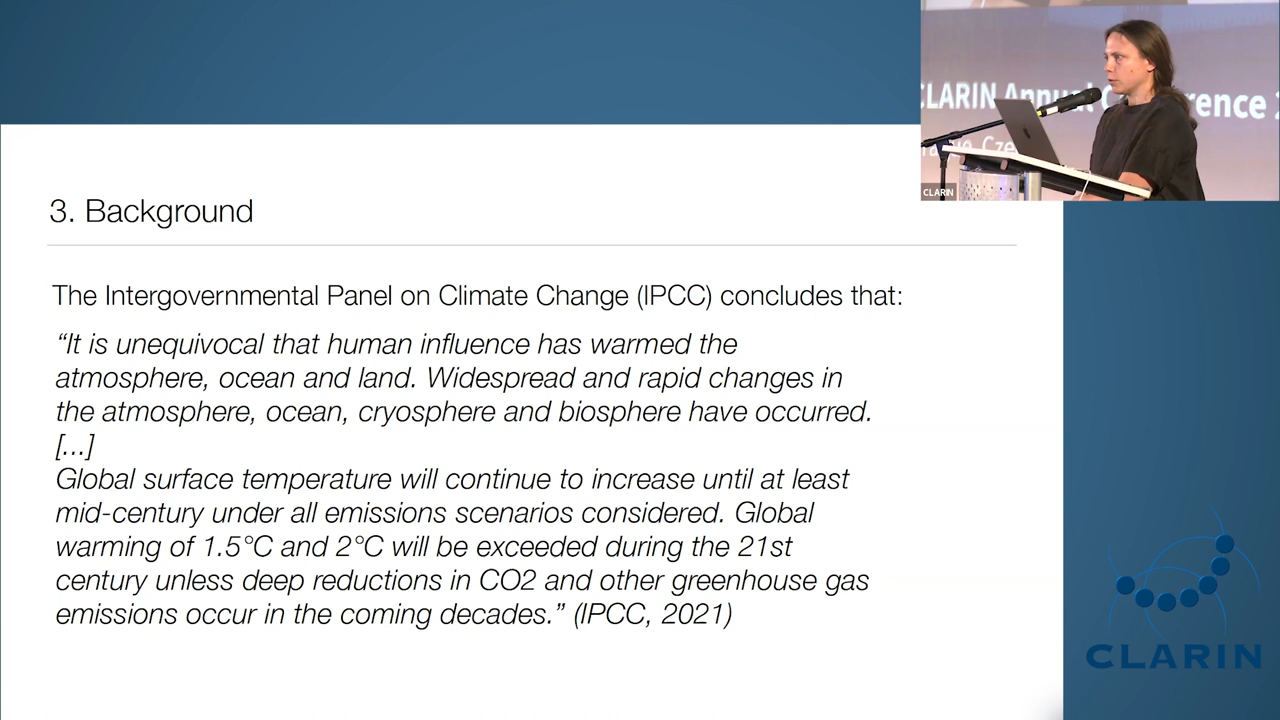 CLARIN Annual C rence
CLARIN
3. Background
The Intergovernmental Panel on Climate Change (IPCC) concludes that:
“It is unequivocal that human influence has warmed the
atmosphere, ocean and land. Widespread and rapid changes in
the atmosphere, ocean, cryosphere and biosphere have occurred.
[...]
Global surface temperature will continue to increase until at least
mid-century under all emissions scenarios considered. Global
warming of 1.5°C and 2°C will be exceeded during the 21st
century unless deep reductions in CO2 and other greenhouse gas
emissions occur in the coming decades.” (IPCC, 2021)
CLARIN